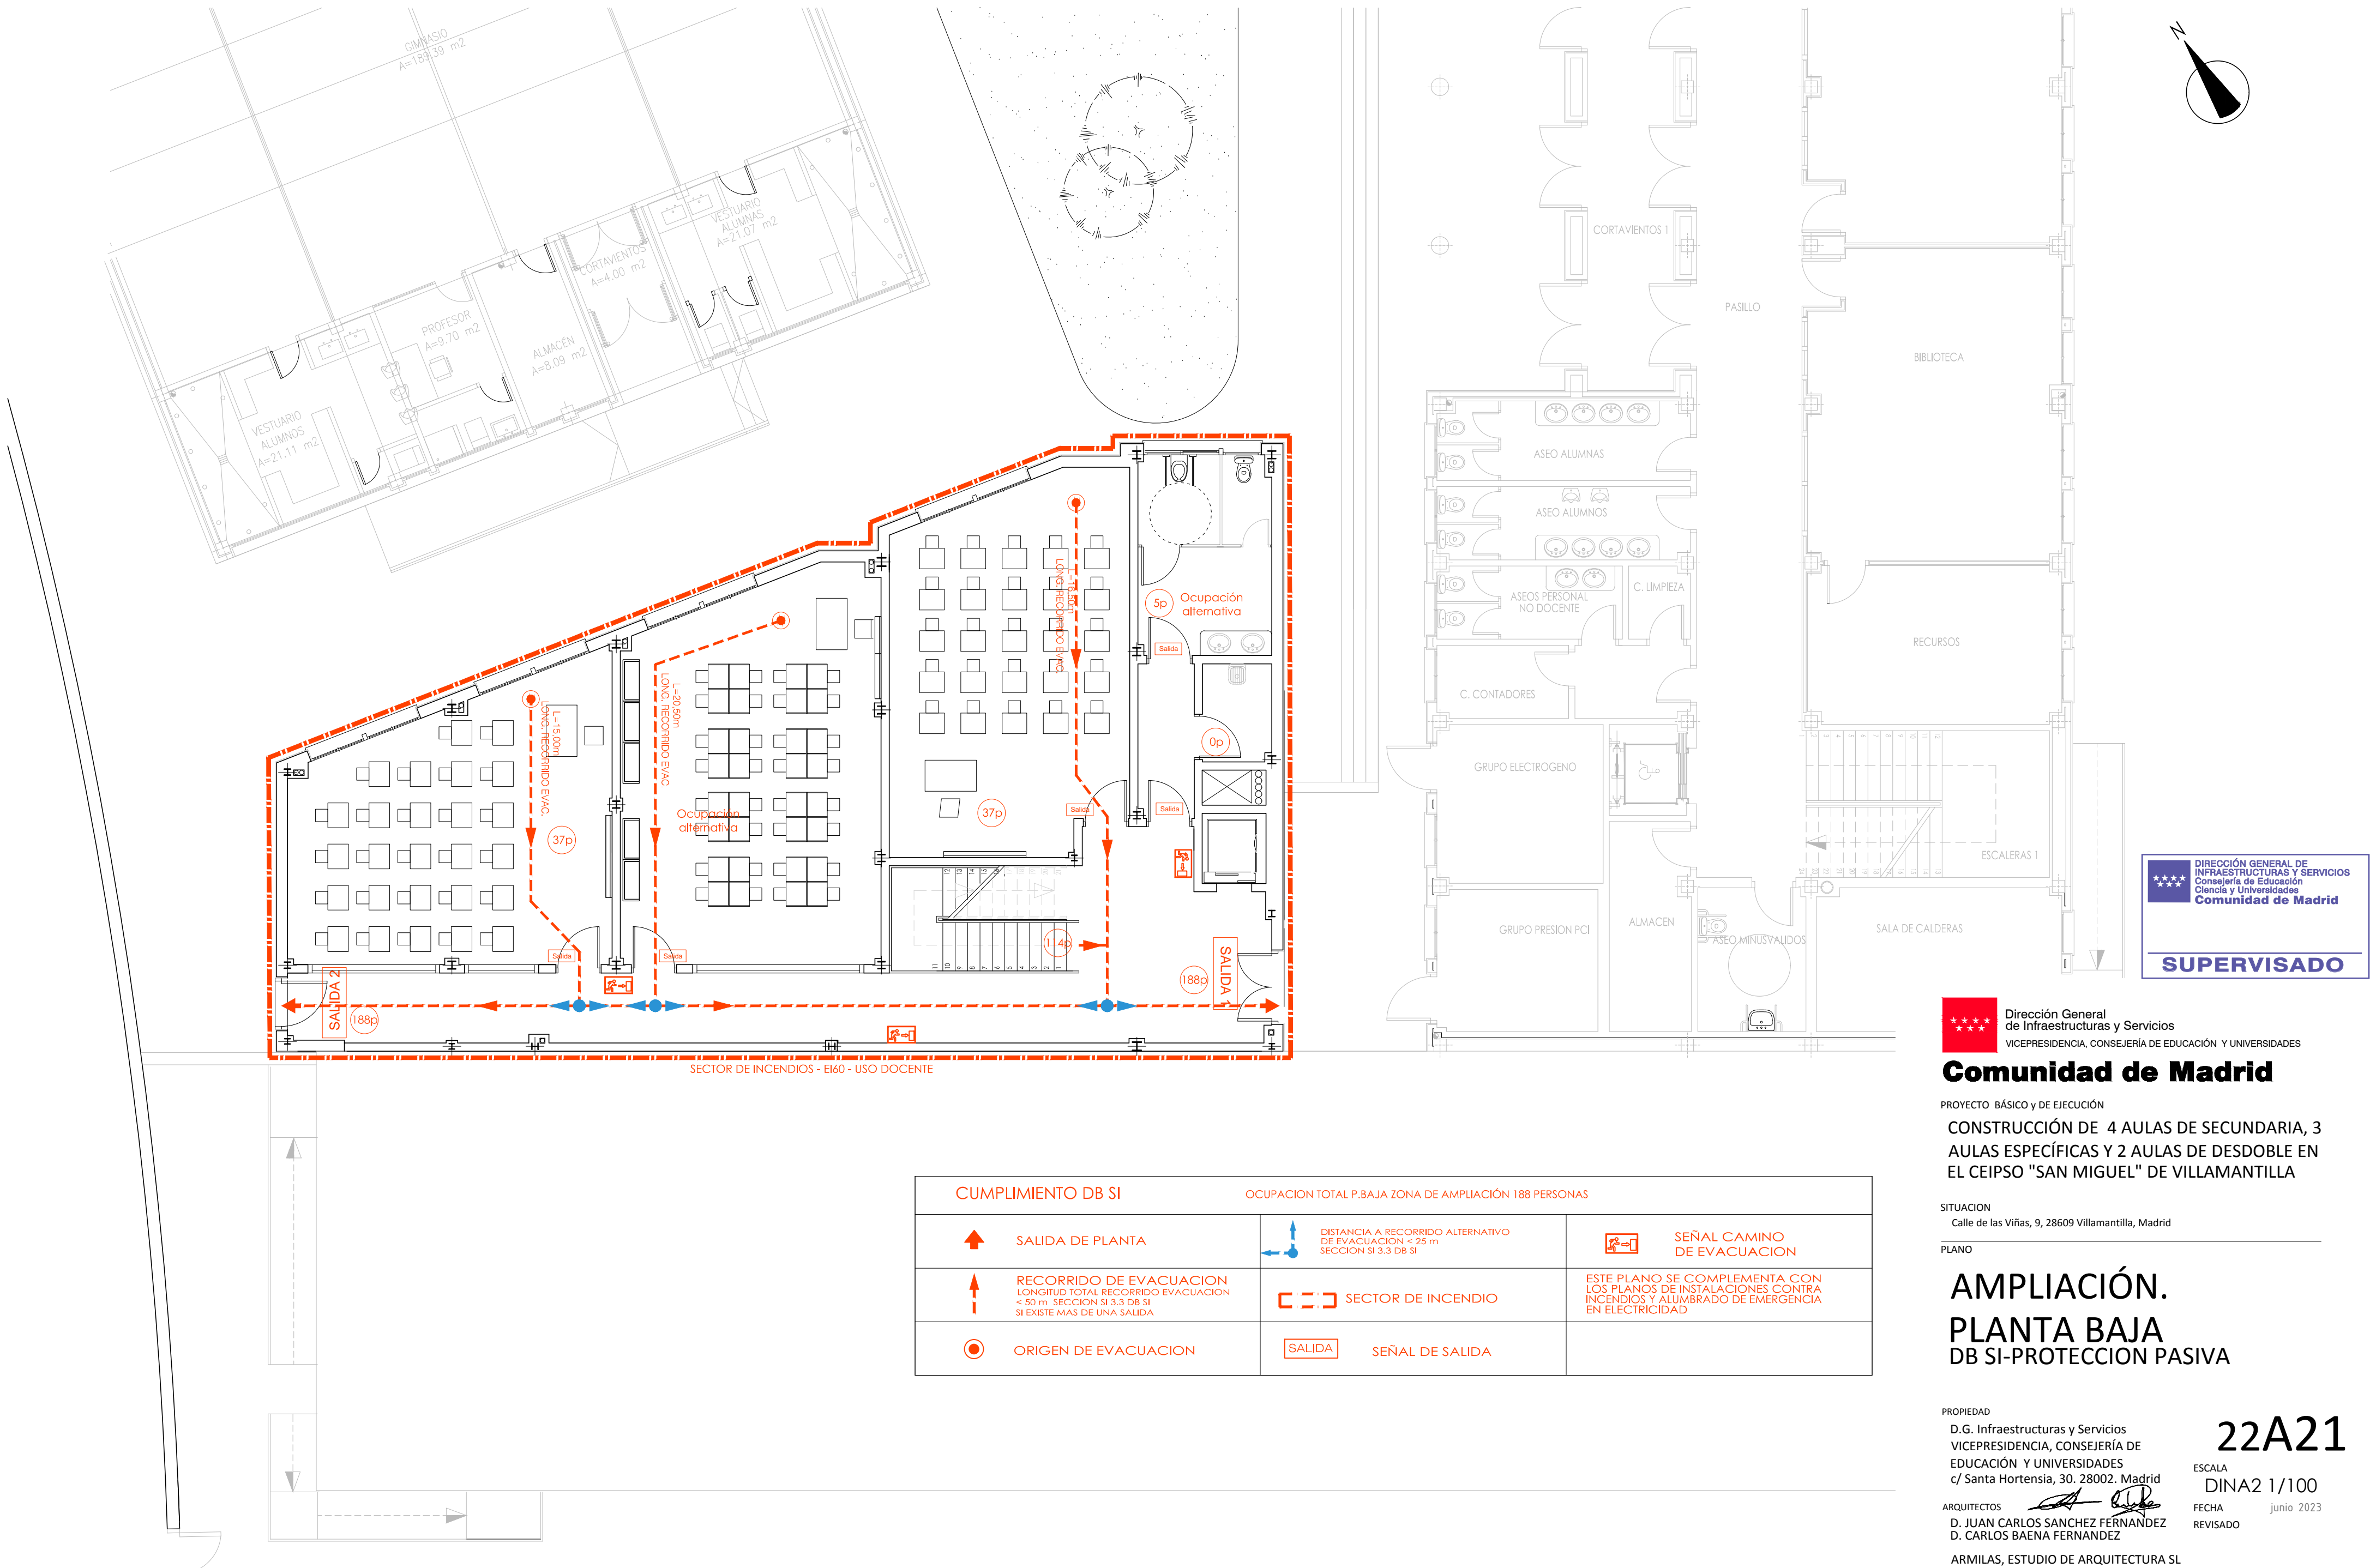 GIMNASIO
A=189.39 m2
N
VESTUARIO
ALUMNAS
A=21.07 m2
CORTAVIENTOS
A=4.00 m2
PROFESOR
A=9.70 m2
ALMACÉN
A=8.09 m2
VESTUARIO
ALUMNOS
A=21.11 m2
CORTAVIENTOS 1
PASILLO
BIBLIOTECA
ASEO ALUMNAS
ASEO ALUMNOS
ASEOS PERSONAL
NO DOCENTE
C. LIMPIEZA
RECURSOS
C. CONTADORES
GRUPO ELECTROGENO
ESCALERAS 1
GRUPO PRESION PCI
ALMACEN
ASEO MINUSVALIDOS
SALA DE CALDERAS
5p
Ocupación
alternativa
Salida
LONG. RECORRIDO EVAC.
0p
L=20,50m
LONG. RECORRIDO EVAC.
L=15,00m
LONG. RECORRIDO EVAC.
Ocupación
alternativa
37p
37p
Salida
Salida
Salida
Salida
114p
188p
SALIDA 1
SALIDA 2
188p
SECTOR DE INCENDIOS - EI60 - USO DOCENTE
CUMPLIMIENTO DB SI
OCUPACION TOTAL P.BAJA ZONA DE AMPLIACIÓN 188 PERSONAS
SALIDA DE PLANTA
DISTANCIA A RECORRIDO ALTERNATIVO
DE EVACUACION < 25 m
SECCION SI 3.3 DB SI
SEÑAL CAMINO
DE EVACUACION
RECORRIDO DE EVACUACION
LONGITUD TOTAL RECORRIDO EVACUACION
< 50 m SECCION SI 3.3 DB SI
SI EXISTE MAS DE UNA SALIDA
SECTOR DE INCENDIO
ESTE PLANO SE COMPLEMENTA CON
LOS PLANOS DE INSTALACIONES CONTRA
INCENDIOS Y ALUMBRADO DE EMERGENCIA
EN ELECTRICIDAD
ORIGEN DE EVACUACION
SALIDA
SEÑAL DE SALIDA
DIRECCIÓN GENERAL DE
INFRAESTRUCTURAS Y SERVICIOS
Consejería de Educación
Ciencia y Universidades
Comunidad de Madrid
SUPERVISADO
Dirección General
de Infraestructuras y Servicios
VICEPRESIDENCIA, CONSEJERÍA DE EDUCACIÓN Y UNIVERSIDADES
Comunidad de Madrid
PROYECTO BÁSICO y DE EJECUCIÓN
CONSTRUCCIÓN DE 4 AULAS DE SECUNDARIA, 3
AULAS ESPECÍFICAS Y 2 AULAS DE DESDOBLE EN
EL CEIPSO "SAN MIGUEL" DE VILLAMANTILLA
SITUACION
Calle de las Viñas, 9, 28609 Villamantilla, Madrid
PLANO
AMPLIACIÓN.
PLANTA BAJA
DB SI-PROTECCION PASIVA
PROPIEDAD
D.G. Infraestructuras y Servicios
VICEPRESIDENCIA, CONSEJERÍA DE
EDUCACIÓN Y UNIVERSIDADES
c/ Santa Hortensia, 30. 28002. Madrid
22A21
ESCALA
DINA2 1/100
ARQUITECTOS
FECHA junio 2023
D. JUAN CARLOS SANCHEZ FERNANDEZ
D. CARLOS BAENA FERNANDEZ
REVISADO
ARMILAS, ESTUDIO DE ARQUITECTURA SL